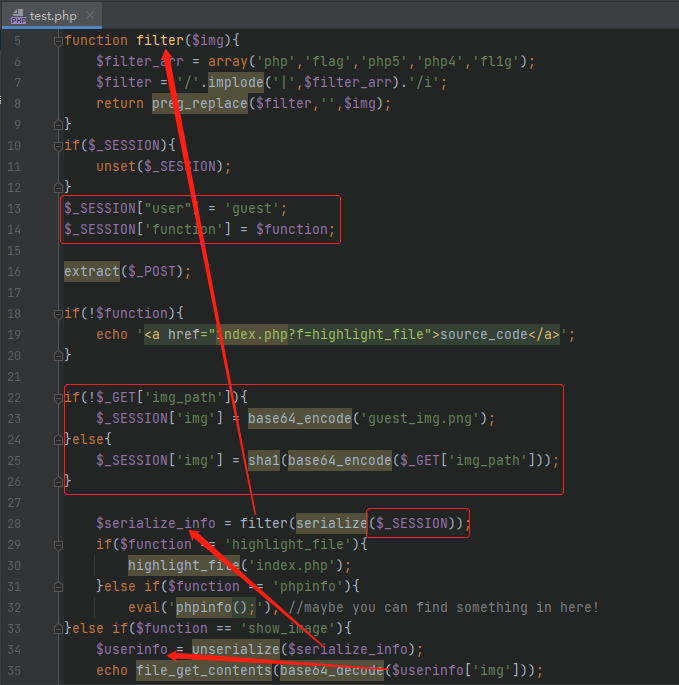 test.php
5 function filter($img){
6 $filter_arr = array('php','flag','php5','php4','fl1g');
7 $filter = '/'.implode('|',$filter_arr).'/i';
8 return preg_replace($filter,'',$img);
9 }
10 if($_SESSION){
11 unset($_SESSION);
12 }
13 $_SESSION["user"] = 'guest';
14 $_SESSION['function'] = $function;
15
16 extract($_POST);
17
18 if(!$function){
19 echo '<a href="index.php?f=highlight_file">source_code</a>';
20 }
21
22 if(!$_GET['img_path']){
23 $_SESSION['img'] = base64_encode('guest_img.png');
24 }else{
25 $_SESSION['img'] = sha1(base64_encode($_GET['img_path']));
26 }
27
28 $serialize_info = filter(serialize($_SESSION));
29 if($function == 'highlight_file'){
30 highlight_file('index.php');
31 }else if($function == 'phpinfo'){
32 eval('phpinfo();'); //maybe you can find something in here!
33 }else if($function == 'show_image'){
34 $userinfo = unserialize($serialize_info);
35 echo file_get_contents(base64_decode($userinfo['img']));